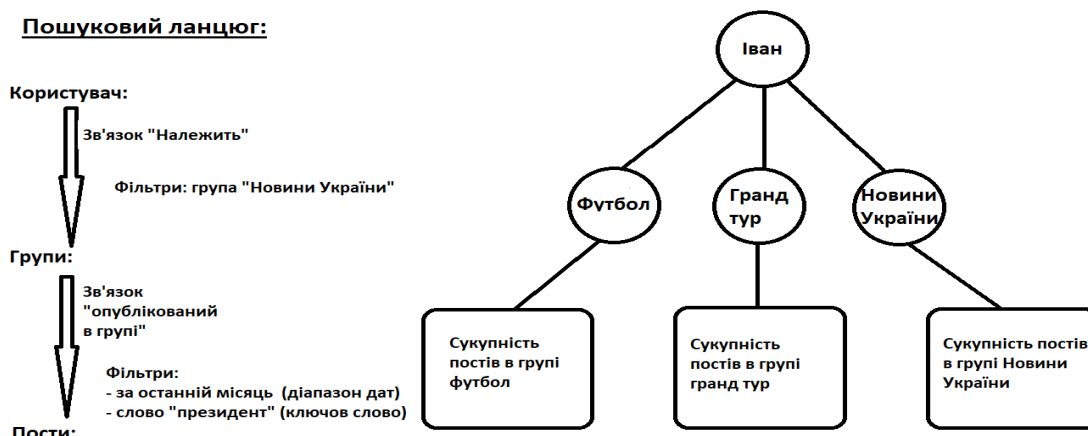 Пошуковий ланцюг:
Користувач:
Зв'язок "Належить"
Фільтри: група "Новини України"
Групи:
Зв'язок
"опублікований
в групі"
Фільтри:
- за останній місяць (діапазон дат)
- слово "президент" (ключов слово)
Пости:
Іван
Футбол
Гранд
тур
Новини
України
Сукупність
постів в групі
футбол
Сукупність
постів в групі
гранд тур
Сукупність постів
в групі Новини
України